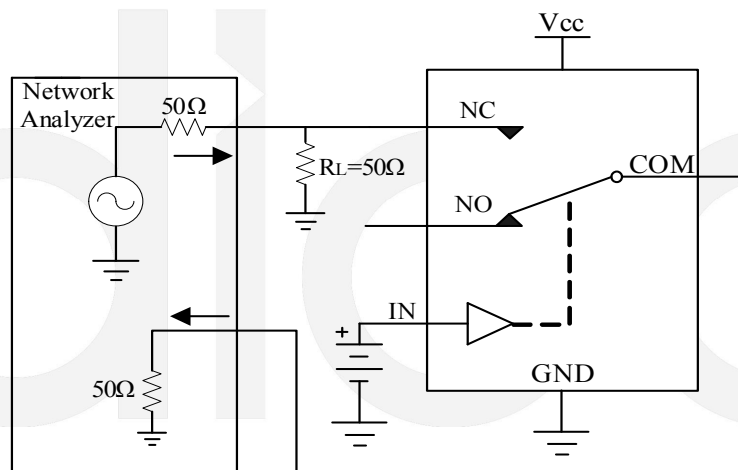 Vcc
Network
Analyzer
50Ω
NC
RL=50Ω
COM
NO
IN
+
50Ω
GND